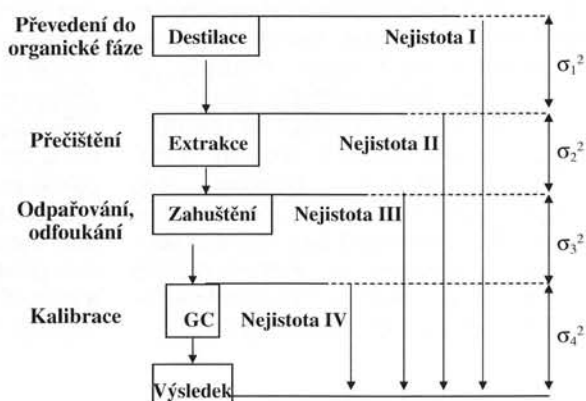 Převedení do
organické fáze
Destilace
Nejistota I
σ₁²
Přečištění
Extrakce
Nejistota II
σ₂²
Odpařování,
odfoukání
Zahuštění
Nejistota III
σ₃²
Kalibrace
GC
Nejistota IV
σ₄²
Výsledek